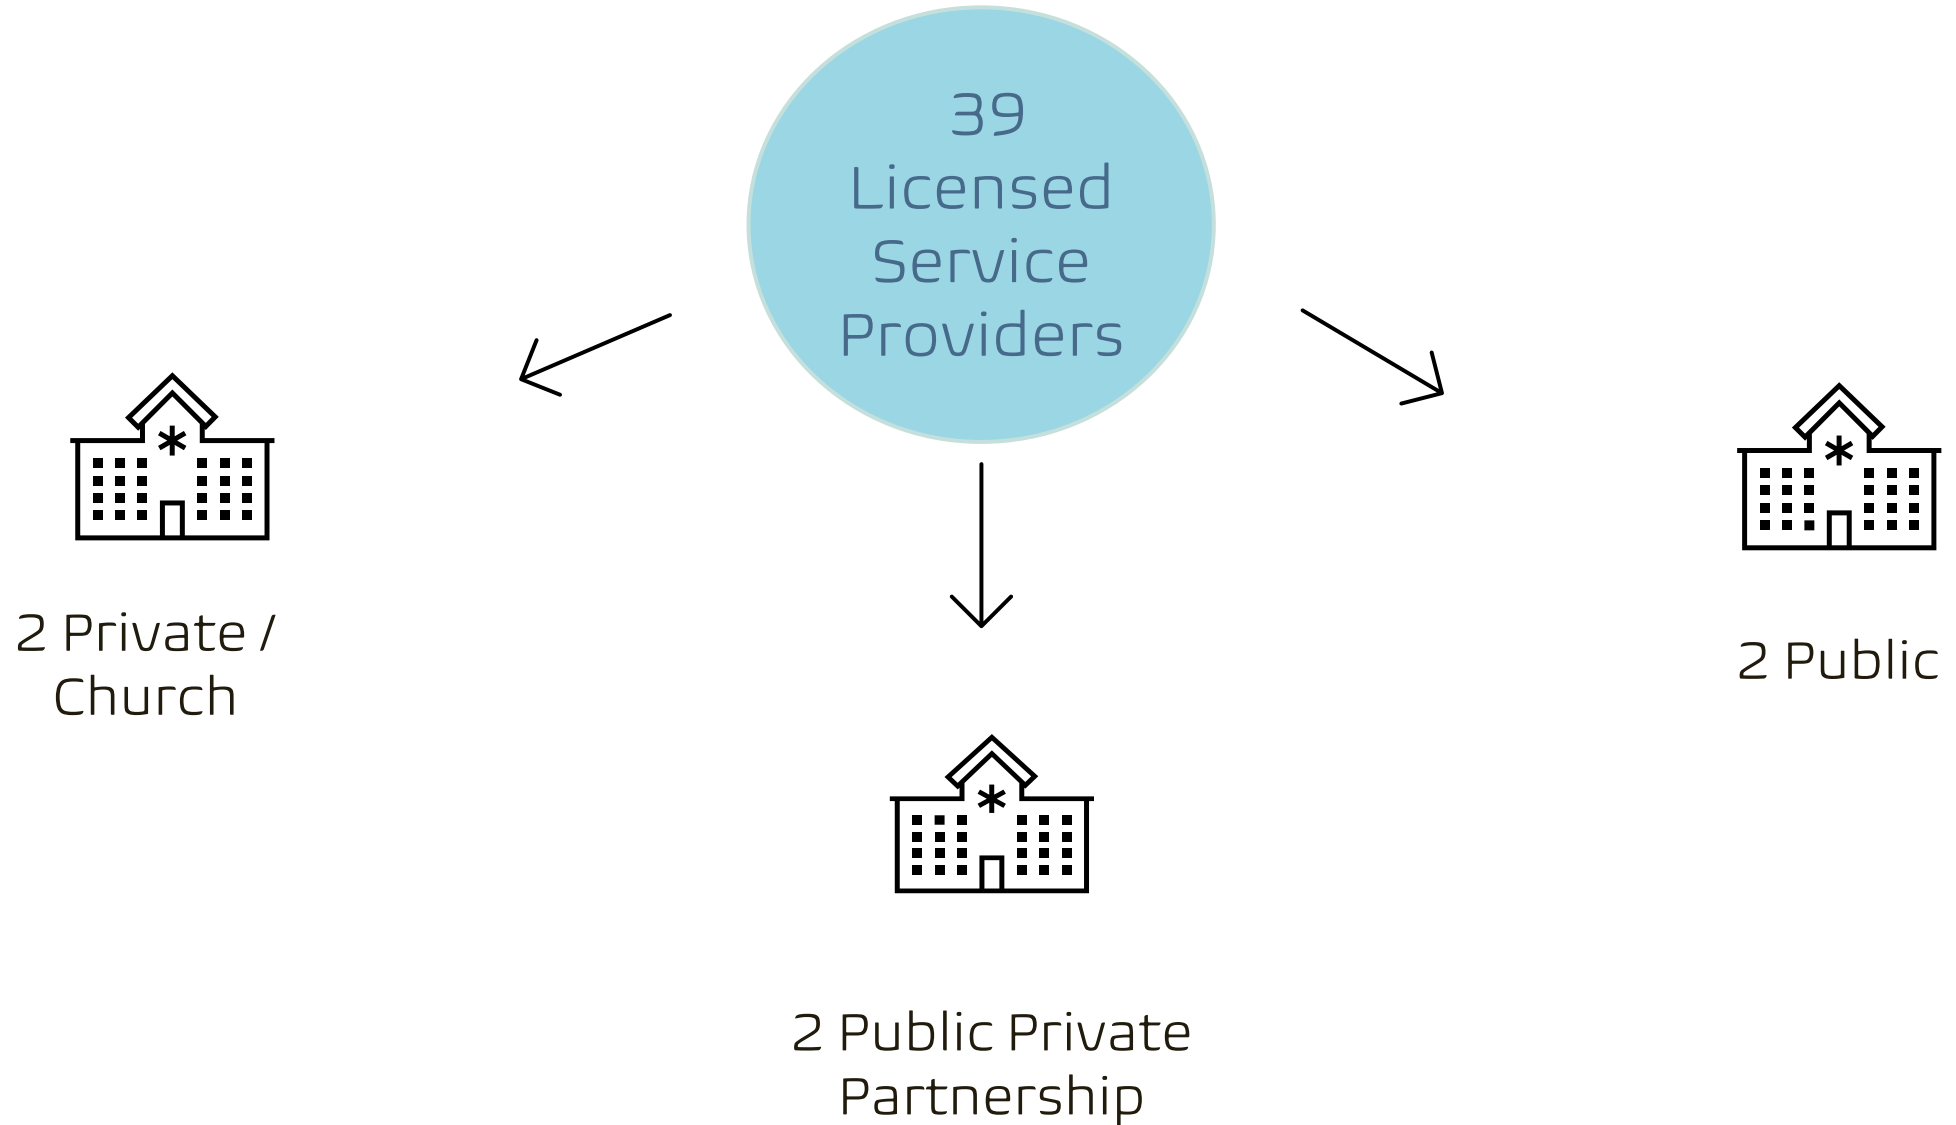 39
Licensed
Service
Providers
2 Private /
Church
2 Public
2 Public Private
Partnership